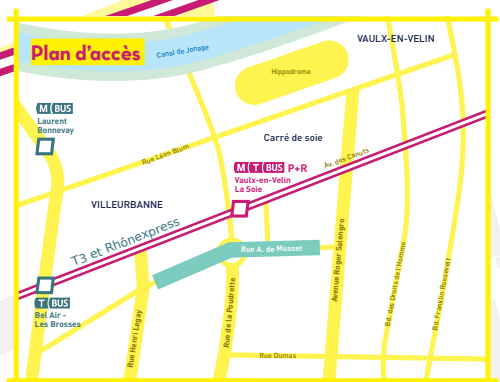 Plan d'accès
Canal de Jonage
VAULX-EN-VELIN
Hippodrome
M BUS
Laurent
Bonnevay
Carré de soie
Rue Léon Blum
Av. des Canuts
M T BUS P+R
Vaulx-en-Velin
La Soie
VILLEURBANNE
T3 et Rhônexpress
Rue A. de Musset
T BUS
Bel Air -
Les Brosses
Rue Henri Legay
Rue de la Poudrette
Avenue Roger Salengro
Bd. des Droits de l'Homme
Bd. Franklin Roosevelt
Rue Dumas